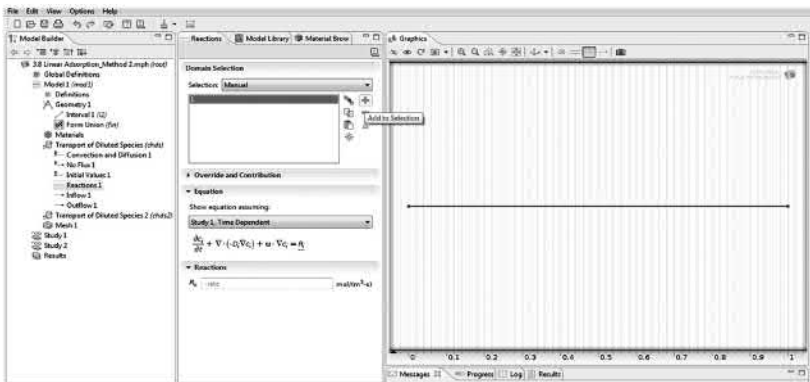 File Edit View Options Help
Model Builder
3.8 Linear Adsorption_Method 2.mph (root)
Global Definitions
Model 1 (mod1)
Definitions
Geometry 1
Interval 1 (i2)
Form Union (fin)
Materials
Transport of Diluted Species (chds)
Convection and Diffusion 1
No Flux 1
Initial Values 1
Reactions 1
Inflow 1
Outflow 1
Transport of Diluted Species 2 (chds2)
Mesh 1
Study 1
Study 2
Results
Reactions Model Library Material Brow
Domain Selection
Selection: Manual
1
Add to Selection
Override and Contribution
Equation
Show equation assuming:
Study 1, Time Dependent
∂cᵢ/∂t + ∇·(-Dᵢ∇cᵢ) + u·∇cᵢ = Rᵢ
Reactions
-rate mol/(m³·s)
Graphics
0 0.1 0.2 0.3 0.4 0.5 0.6 0.7 0.8 0.9 1
Messages Progress Log Results